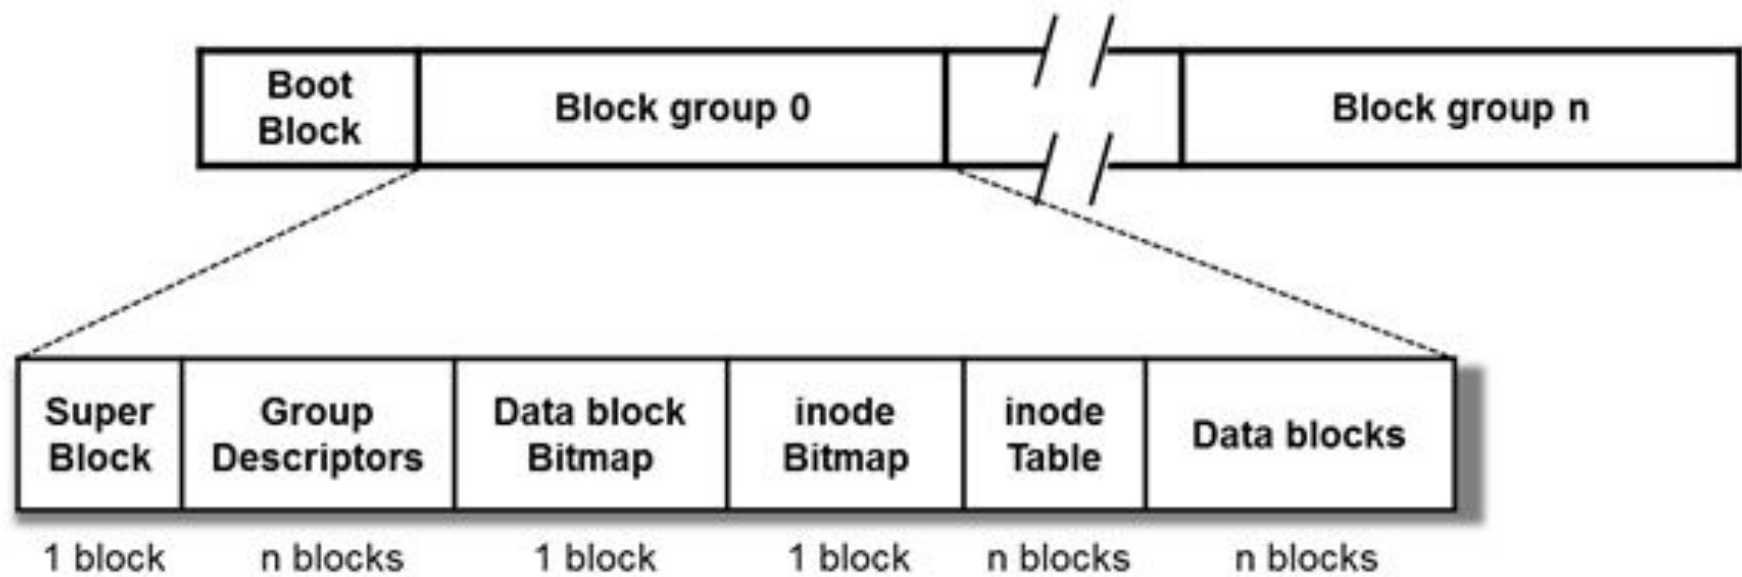 Boot
Block
Block group 0
Block group n
Super
Block
Group
Descriptors
Data block
Bitmap
inode
Bitmap
inode
Table
Data blocks
1 block
n blocks
1 block
1 block
n blocks
n blocks